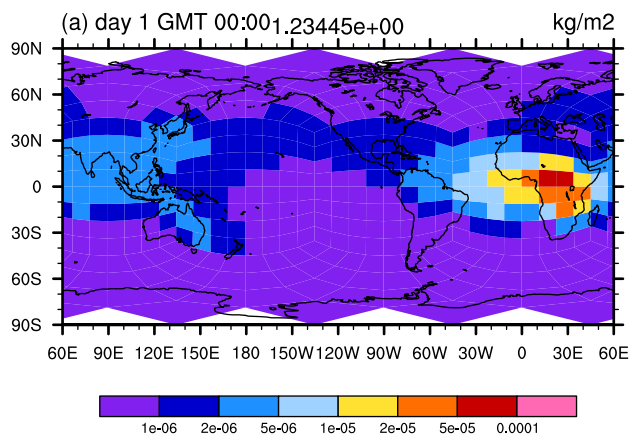 (a) day 1 GMT 00:00 1.23445e+00 kg/m2
90N
60N
30N
0
30S
60S
90S
60E 90E 120E 150E 180 150W 120W 90W 60W 30W 0 30E 60E
1e-06 2e-06 5e-06 1e-05 2e-05 5e-05 0.0001